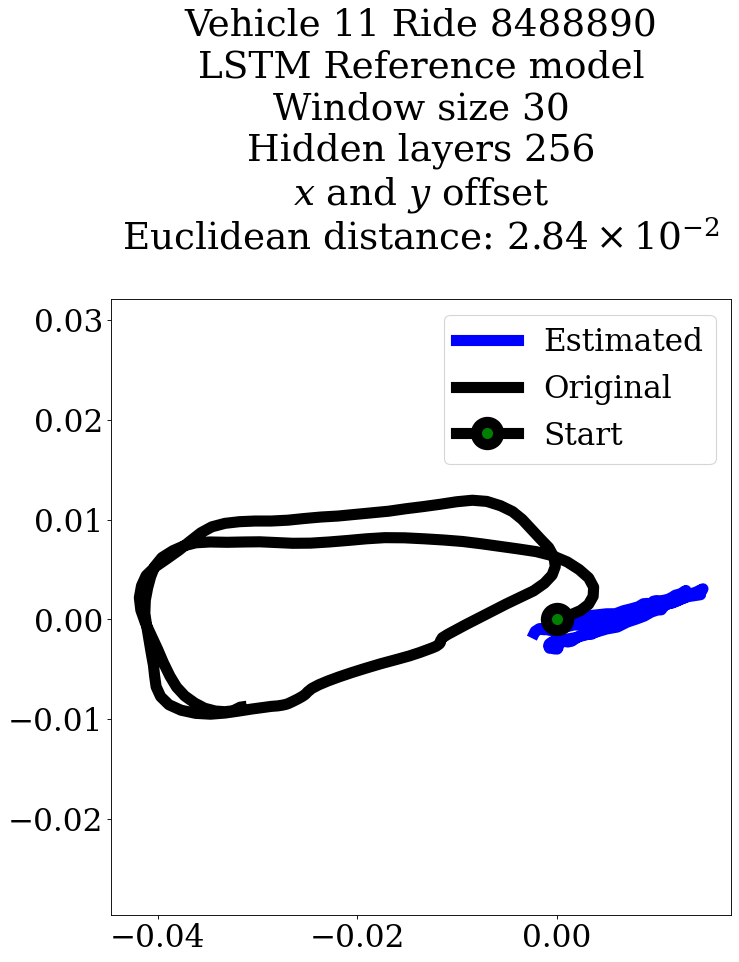 Vehicle 11 Ride 8488890
LSTM Reference model
Window size 30
Hidden layers 256
x and y offset
Euclidean distance: 2.84 × 10⁻²
Estimated
Original
Start
0.03
0.02
0.01
0.00
−0.01
−0.02
−0.04
−0.02
0.00